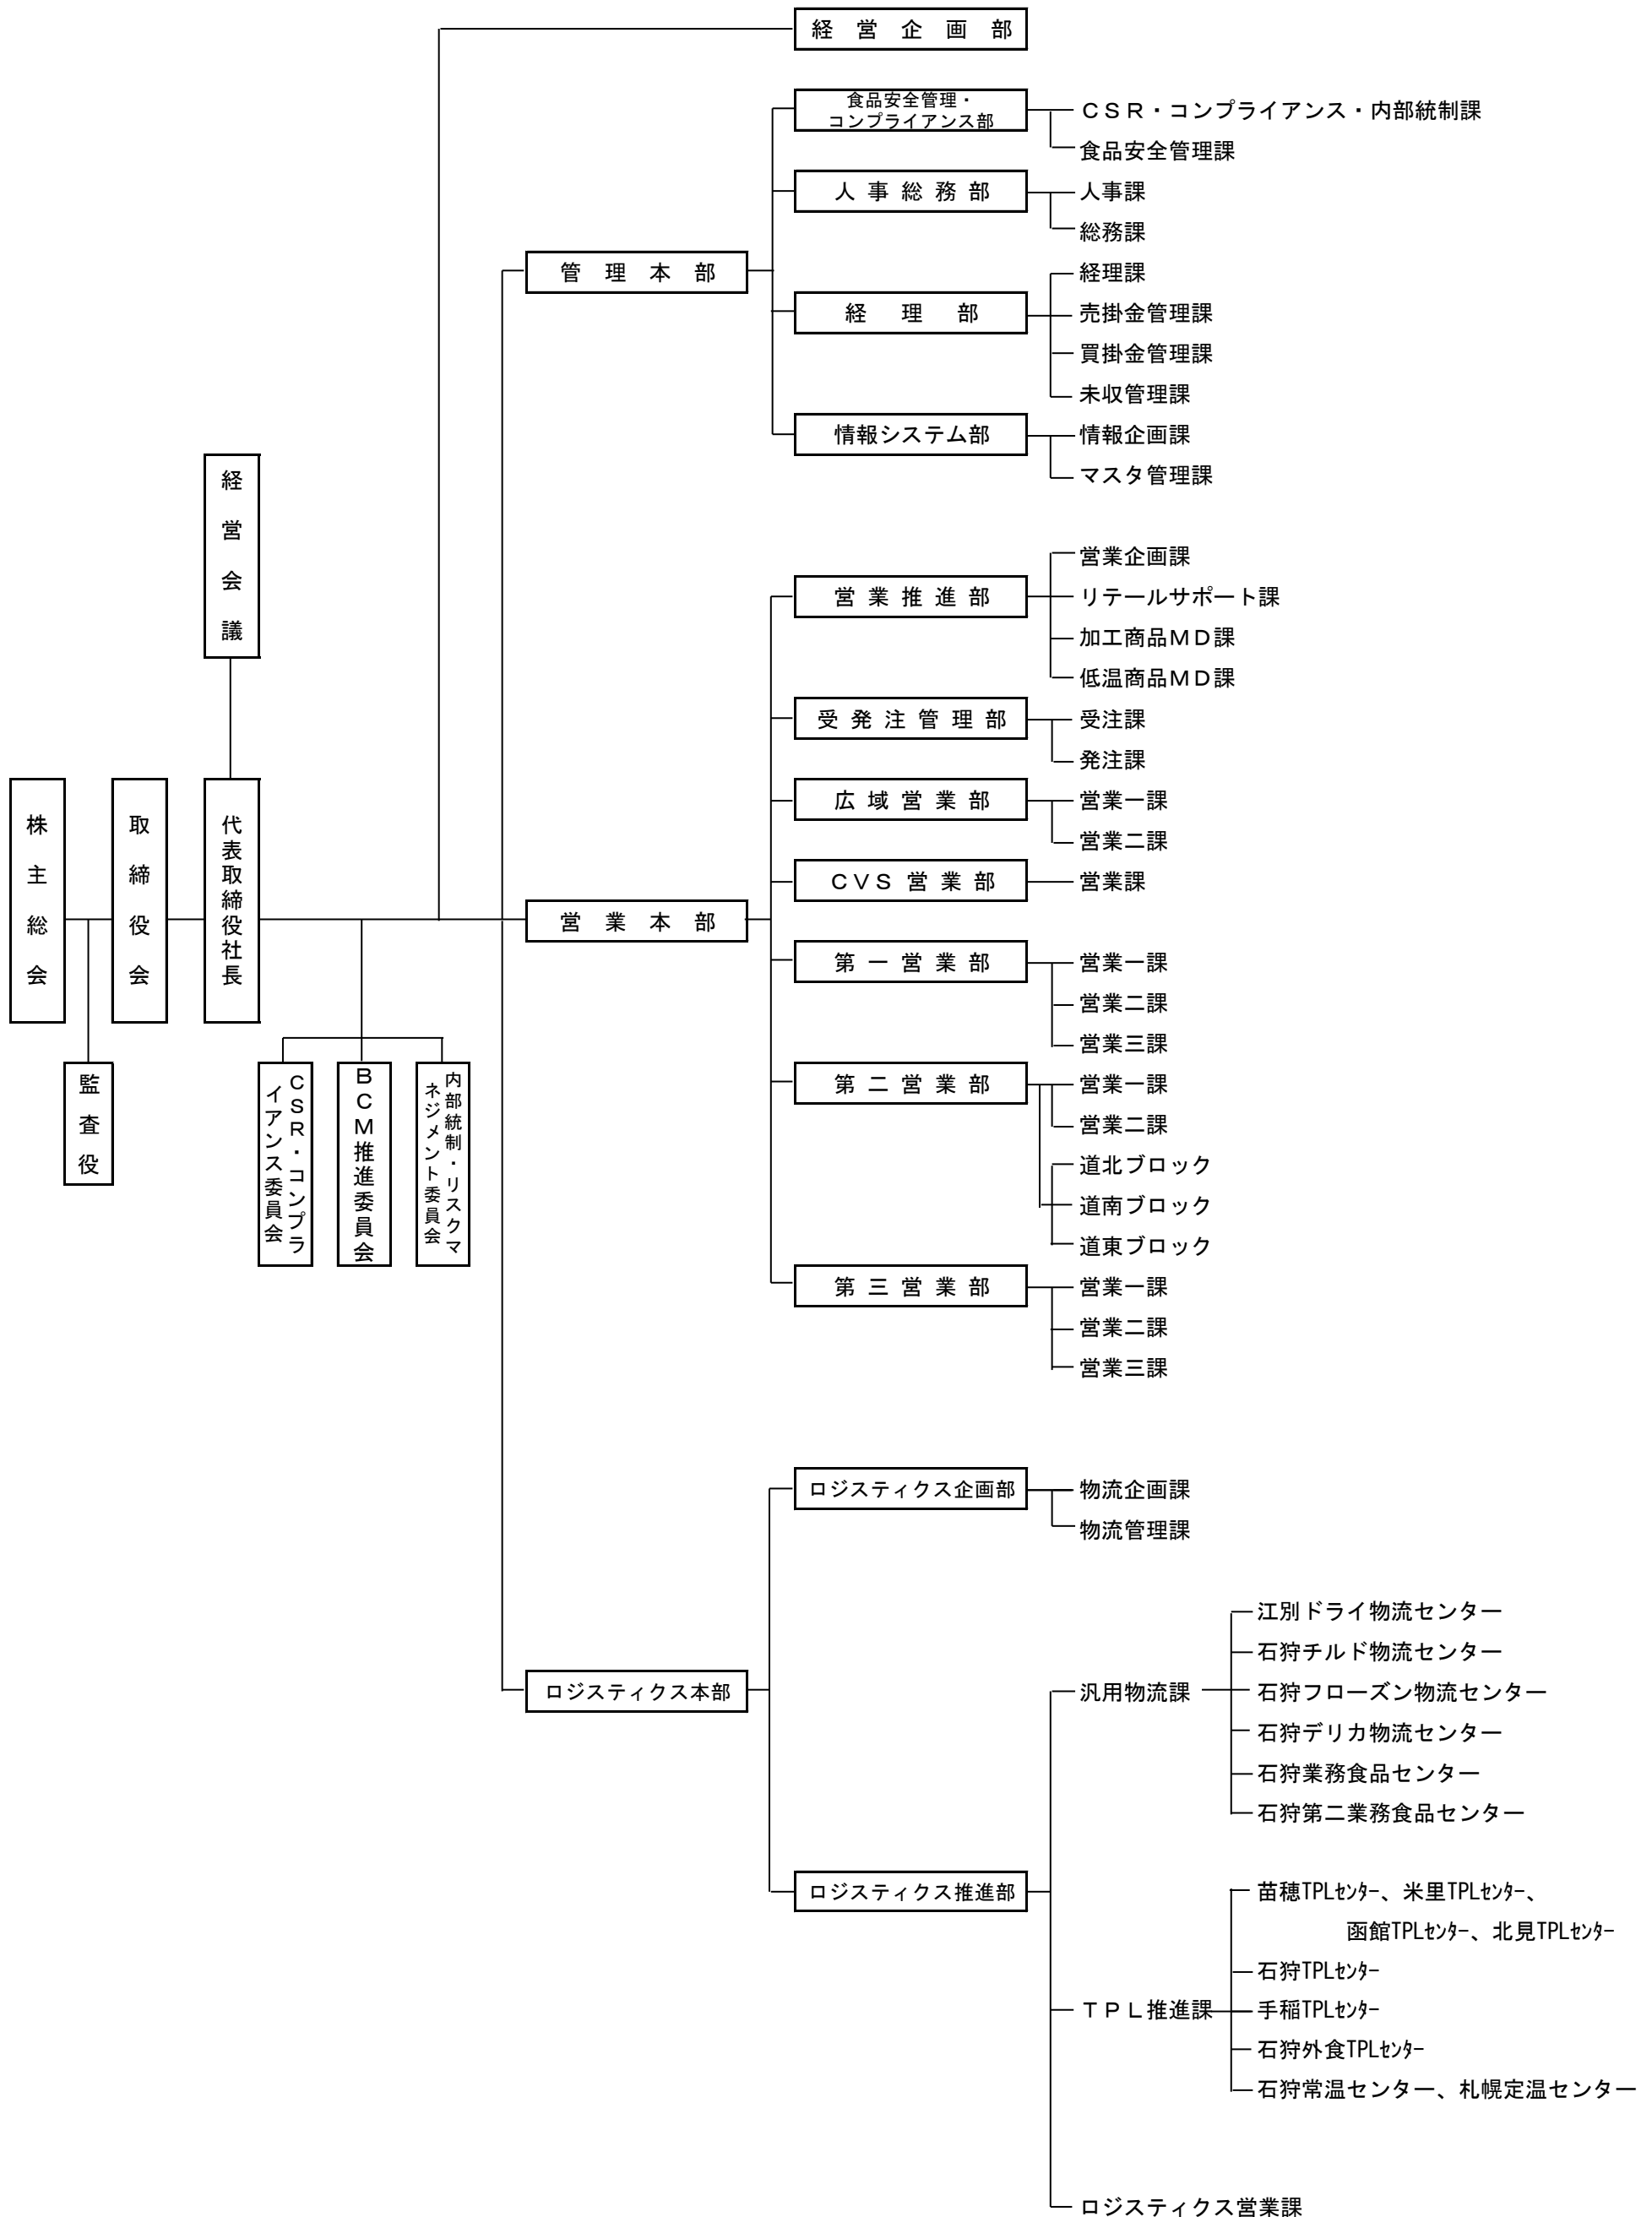 経営企画部
食品安全管理・
コンプライアンス部
ＣＳＲ・コンプライアンス・内部統制課
食品安全管理課
人事総務部
人事課
総務課
管理本部
経理部
経理課
売掛金管理課
買掛金管理課
未収管理課
情報システム部
情報企画課
マスタ管理課
経営会議
営業推進部
営業企画課
リテールサポート課
加工商品ＭＤ課
低温商品ＭＤ課
受発注管理部
受注課
発注課
株主総会
取締役会
代表取締役社長
広域営業部
営業一課
営業二課
ＣＶＳ営業部
営業課
営業本部
第一営業部
営業一課
営業二課
営業三課
監査役
ＣＳＲ・コンプラ
イアンス委員会
ＢＣＭ推進委員会
内部統制・リスクマ
ネジメント委員会
第二営業部
営業一課
営業二課
道北ブロック
道南ブロック
道東ブロック
第三営業部
営業一課
営業二課
営業三課
ロジスティクス企画部
物流企画課
物流管理課
ロジスティクス本部
汎用物流課
江別ドライ物流センター
石狩チルド物流センター
石狩フローズン物流センター
石狩デリカ物流センター
石狩業務食品センター
石狩第二業務食品センター
ロジスティクス推進部
苗穂TPLｾﾝﾀｰ、米里TPLｾﾝﾀｰ、
函館TPLｾﾝﾀｰ、北見TPLｾﾝﾀｰ
石狩TPLｾﾝﾀｰ
ＴＰＬ推進課
手稲TPLｾﾝﾀｰ
石狩外食TPLｾﾝﾀｰ
石狩常温センター、札幌定温センター
ロジスティクス営業課